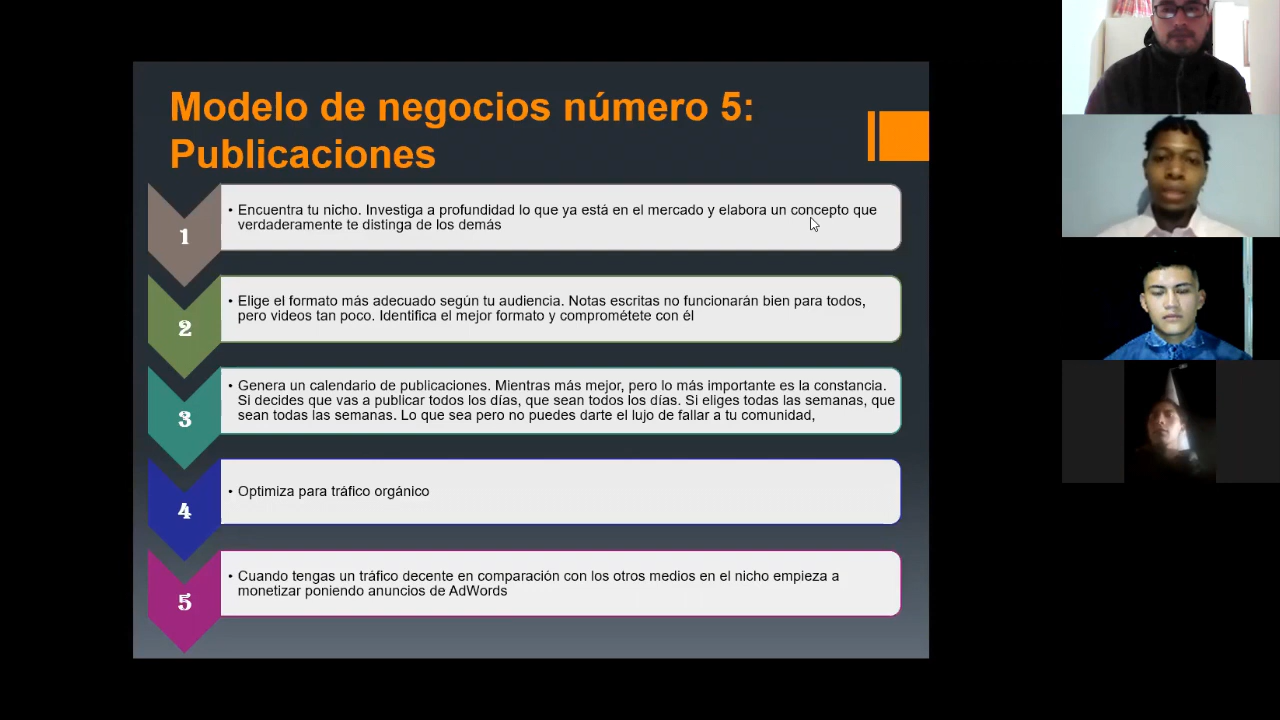 Modelo de negocios número 5:
Publicaciones
1
• Encuentra tu nicho. Investiga a profundidad lo que ya está en el mercado y elabora un concepto que
verdaderamente te distinga de los demás
2
• Elige el formato más adecuado según tu audiencia. Notas escritas no funcionarán bien para todos,
pero videos tan poco. Identifica el mejor formato y comprométete con él
3
• Genera un calendario de publicaciones. Mientras más mejor, pero lo más importante es la constancia.
Si decides que vas a publicar todos los días, que sean todos los días. Si eliges todas las semanas, que
sean todas las semanas. Lo que sea pero no puedes darte el lujo de fallar a tu comunidad,
4
• Optimiza para tráfico orgánico
5
• Cuando tengas un tráfico decente en comparación con los otros medios en el nicho empieza a
monetizar poniendo anuncios de AdWords